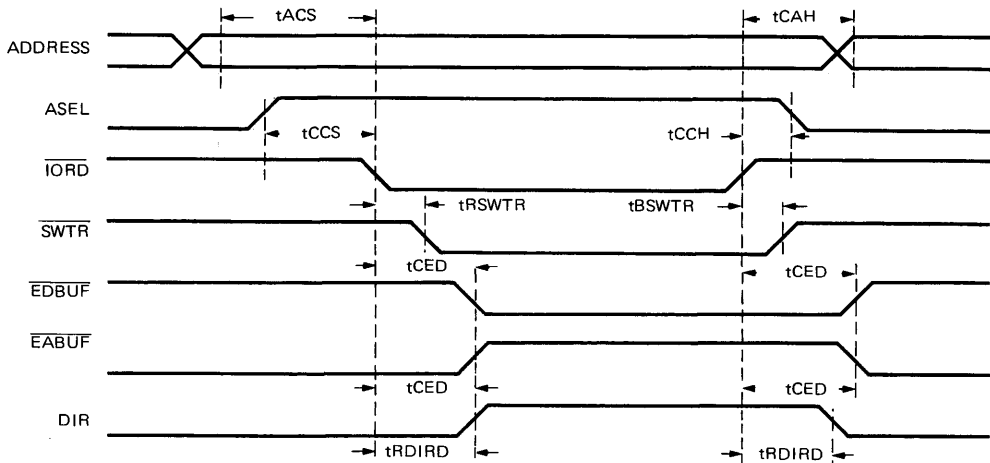 tACS
tCAH
ADDRESS
ASEL
tCCS
tCCH
IORD
tRSWTR
tBSWTR
SWTR
tCED
tCED
EDBUF
EABUF
tCED
tCED
DIR
tRDIRD
tRDIRD